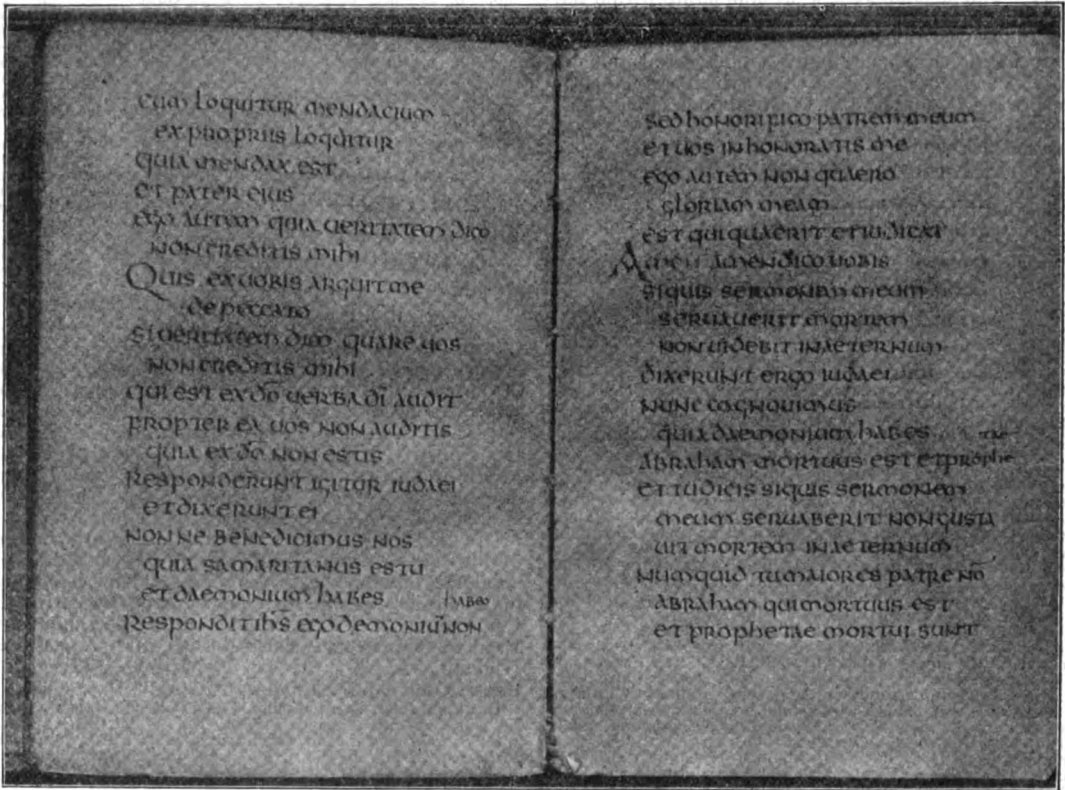 cum loquitur mendacium
ex propriis loquitur
quia mendax est
et pater eius
ego autem quia ueritatem dico
non creditis mihi
Quis ex uobis arguit me
de peccato
si ueritatem dico quare uos
non creditis mihi
qui est ex dō uerba dī audit
propter ea uos non auditis
quia ex dō non estis
Responderunt igitur iudaei
et dixerunt ei
nonne benedicimus nos
quia samaritanus es tu
et daemonium habes
habeo
Respondit ihs̄ ego demoniū non
sed honorifico patrem meum
et uos inhonoratis me
ego autem non quaero
gloriam meam
est qui quaerit et iudicat
Amen amen dico uobis
siquis sermonem meum
seruauerit mortem
non uidebit in aeternum
dixerunt ergo iudaei
nunc cognouimus
quia daemonium habes
tae
abraham mortuus est et prophe
et tu dicis siquis sermonem
meum seruaberit non gusta
uit mortem in aeternum
numquid tu maior es patre nō
abraham qui mortuus est
et prophetae mortui sunt